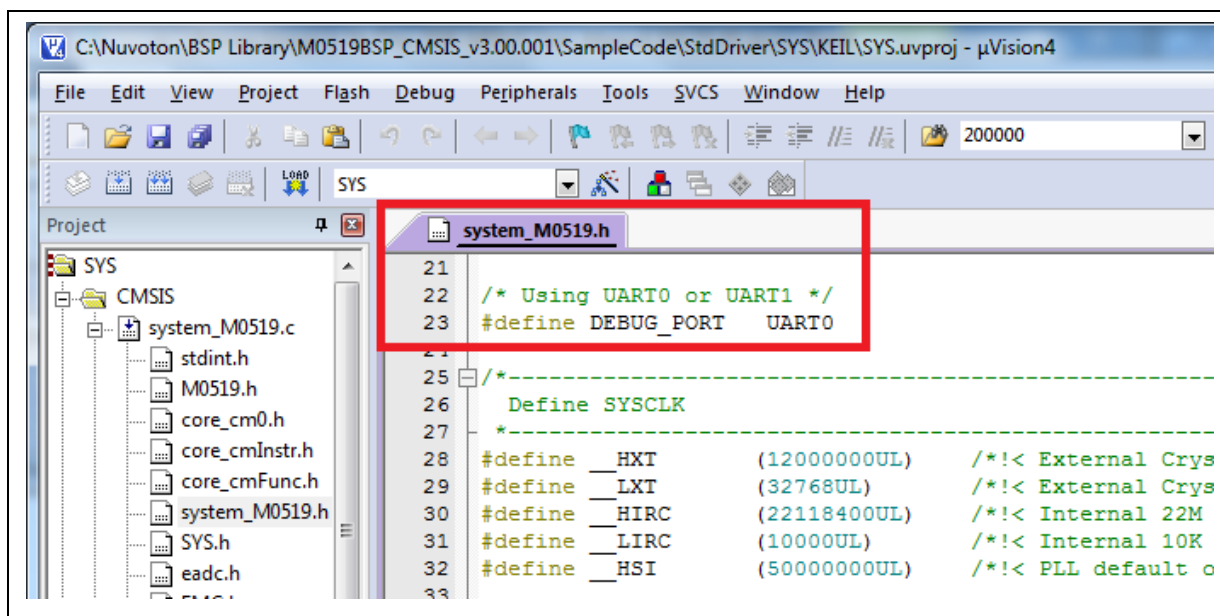 C:\Nuvoton\BSP Library\M0519BSP_CMSIS_v3.00.001\SampleCode\StdDriver\SYS\KEIL\SYS.uvproj - µVision4
File Edit View Project Flash Debug Peripherals Tools SVCS Window Help
200000
LOAD SYS
Project
system_M0519.h
SYS
CMSIS
system_M0519.c
stdint.h
M0519.h
core_cm0.h
core_cmInstr.h
core_cmFunc.h
system_M0519.h
SYS.h
eadc.h
21
22 /* Using UART0 or UART1 */
23 #define DEBUG_PORT UART0
24
25 /*----------------------------------------------------
26 Define SYSCLK
27 *----------------------------------------------------
28 #define __HXT (12000000UL) /*!< External Crys
29 #define __LXT (32768UL) /*!< External Crys
30 #define __HIRC (22118400UL) /*!< Internal 22M
31 #define __LIRC (10000UL) /*!< Internal 10K
32 #define __HSI (50000000UL) /*!< PLL default o
33